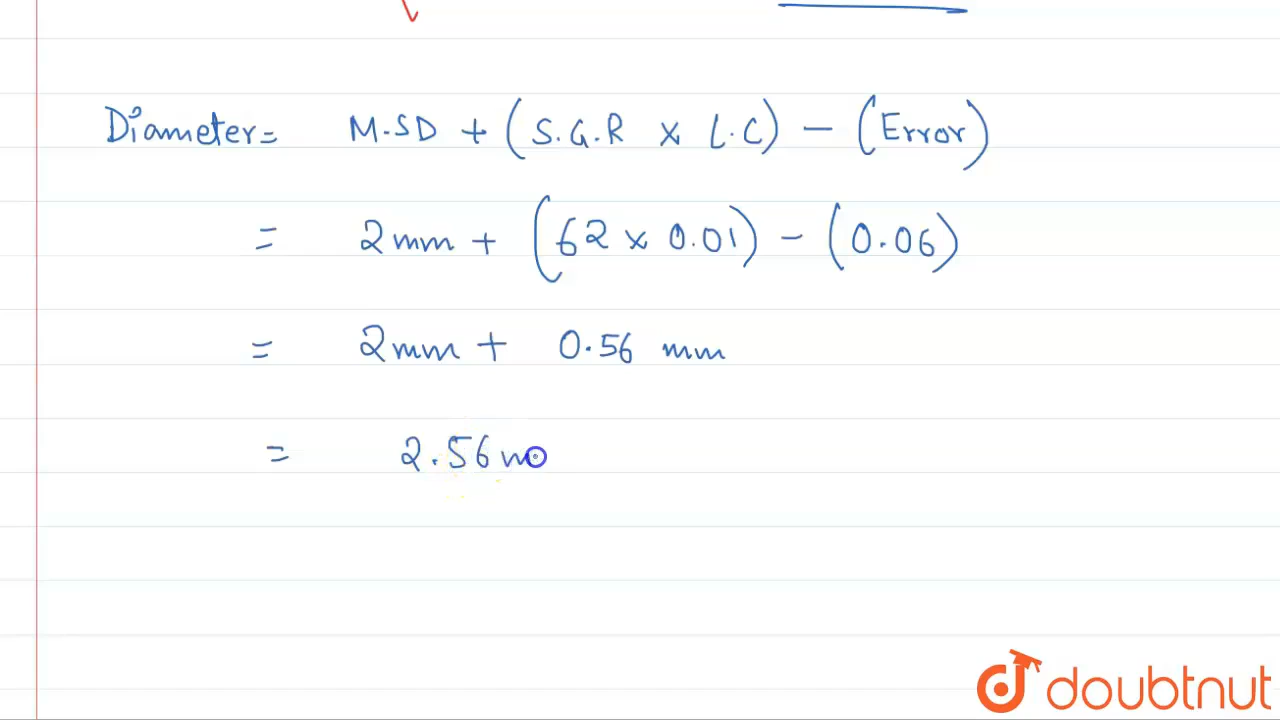 Diameter = M.SD + (S.G.R × L.C) - (Error)
= 2mm + (62 × 0.01) - (0.06)
= 2mm + 0.56 mm
= 2.56 m
doubtnut